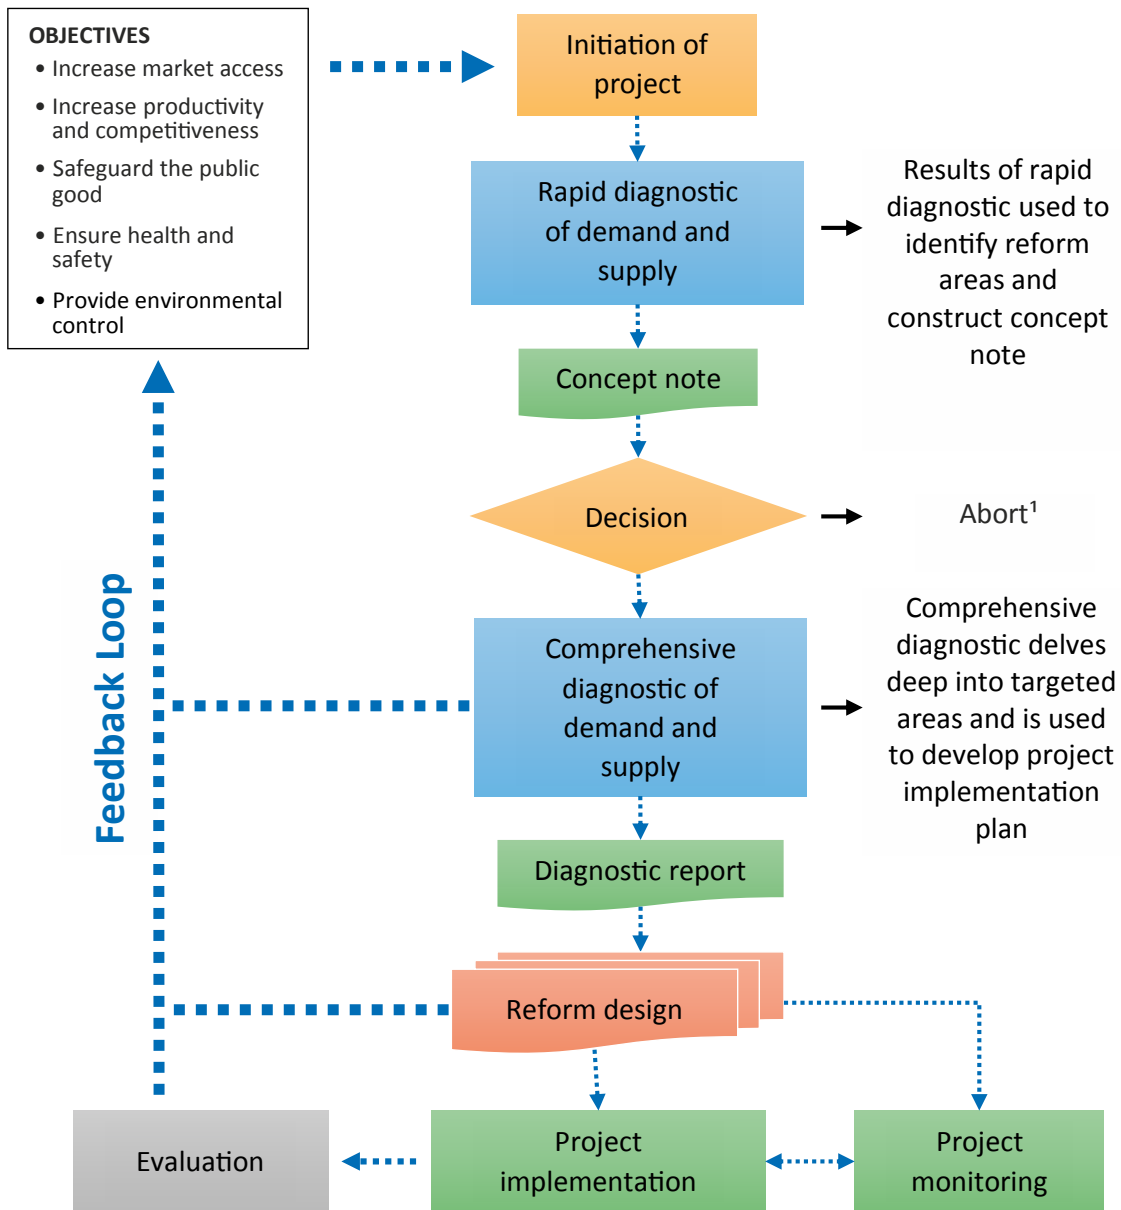 OBJECTIVES
• Increase market access
• Increase productivity
and competitiveness
• Safeguard the public
good
• Ensure health and
safety
• Provide environmental
control
Initiation of
project
Rapid diagnostic
of demand and
supply
Results of rapid
diagnostic used to
identify reform
areas and
construct concept
note
Concept note
Decision
Abort¹
Feedback Loop
Comprehensive
diagnostic of
demand and
supply
Comprehensive
diagnostic delves
deep into targeted
areas and is used
to develop project
implementation
plan
Diagnostic report
Reform design
Evaluation
Project
implementation
Project
monitoring